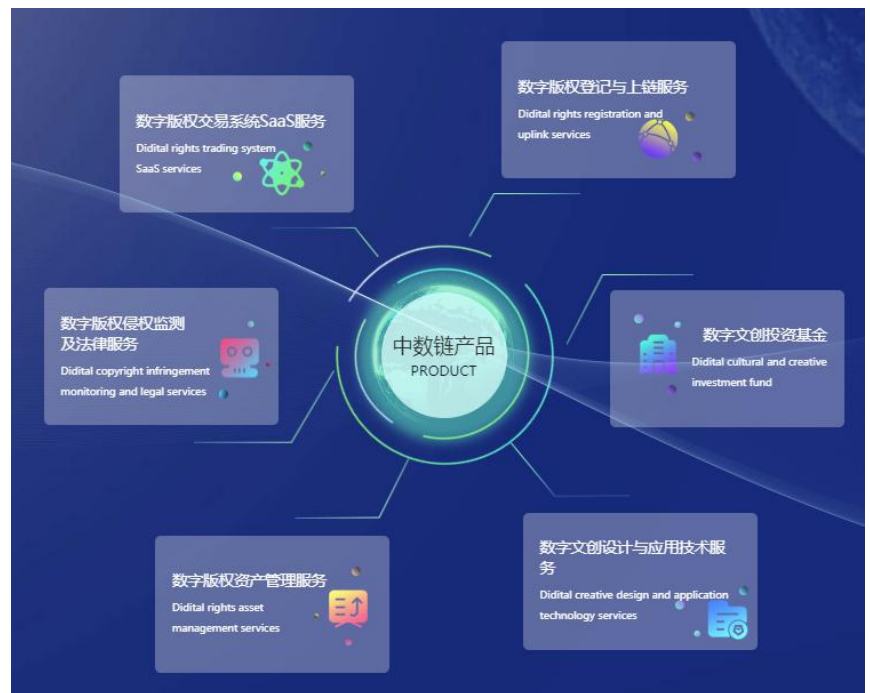 数字版权交易系统SaaS服务
Didital rights trading system
SaaS services
数字版权登记与上链服务
Didital rights registration and
uplink services
数字版权侵权监测
及法律服务
Didital copyright infringement
monitoring and legal services
中数链产品
PRODUCT
数字文创投资基金
Didital cultural and creative
investment fund
数字版权资产管理服务
Didital rights asset
management services
数字文创设计与应用技术服
务
Didital creative design and application
technology services